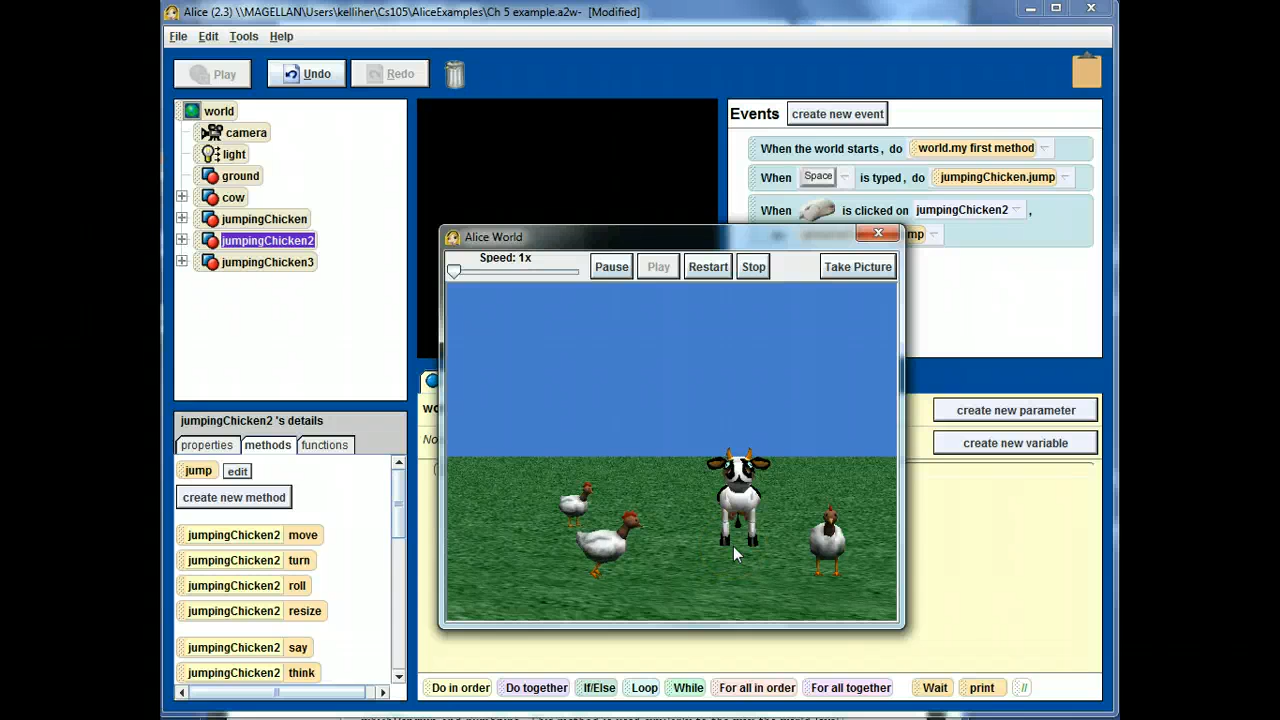 Alice (2.3) \\MAGELLAN\Users\kelliher\Cs105\AliceExamples\Ch 5 example.a2w- [Modified]
File Edit Tools Help
Play Undo Redo
world
camera
light
ground
cow
jumpingChicken
jumpingChicken2
jumpingChicken3
Events create new event
When the world starts, do world.my first method
When Space is typed, do jumpingChicken.jump
When is clicked on jumpingChicken2 ,
mp
Alice World
Speed: 1x
Pause Play Restart Stop Take Picture
jumpingChicken2 's details
properties methods functions
jump edit
create new method
jumpingChicken2 move
jumpingChicken2 turn
jumpingChicken2 roll
jumpingChicken2 resize
jumpingChicken2 say
jumpingChicken2 think
wo
No
create new parameter
create new variable
Do in order Do together If/Else Loop While For all in order For all together Wait print //